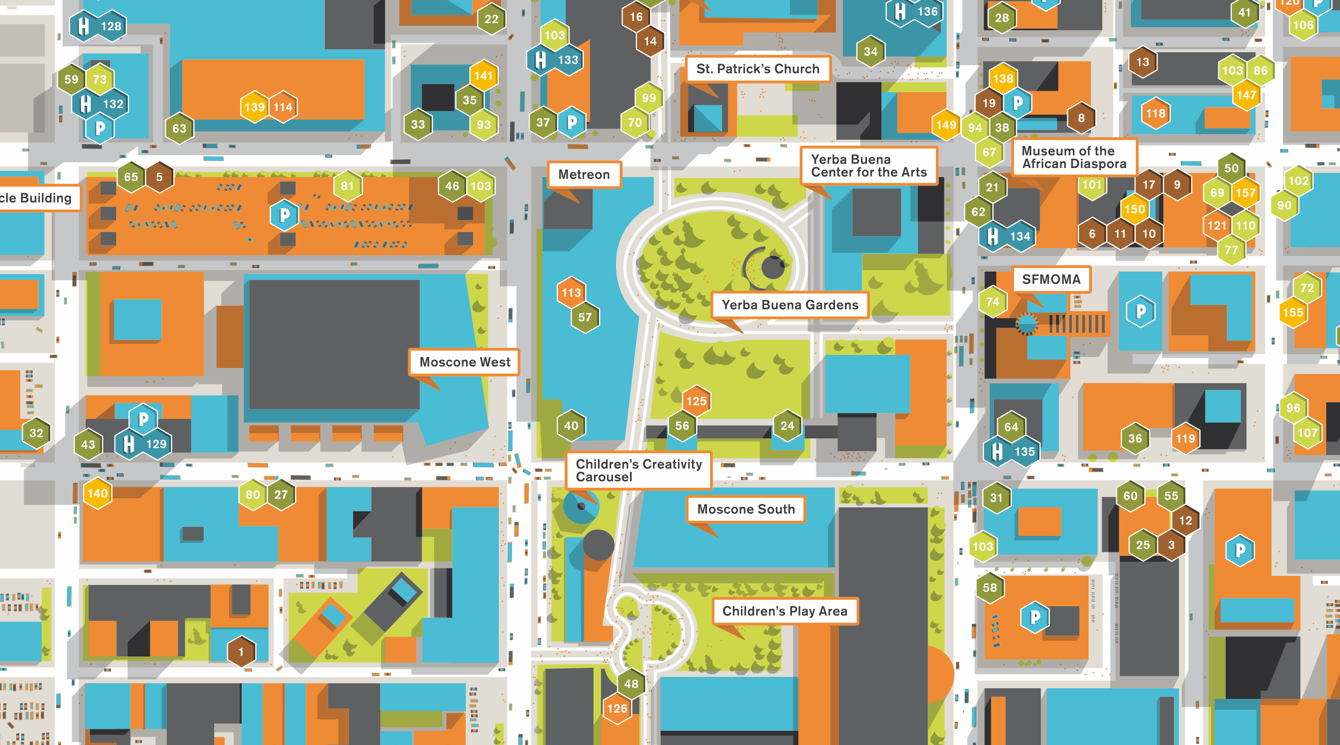 H 128
22
103
H 133
16
14
H 136
34
28
41
120
106
59
73
H 132
P
63
139
114
141
35
33
93
37
P
99
70
St. Patrick's Church
149
94
38
67
138
19
P
8
13
118
103
86
147
Museum of the
African Diaspora
cle Building
65
5
81
P
46
103
Metreon
Yerba Buena
Center for the Arts
21
62
H 134
101
17
9
150
6
11
10
50
69
157
121
110
77
102
90
113
57
Yerba Buena Gardens
SFMOMA
74
P
72
155
Moscone West
32
43
P
H 129
40
125
56
24
64
H 135
36
119
96
107
Children's Creativity
Carousel
140
80
27
Moscone South
31
103
60
55
12
25
3
P
58
P
Children's Play Area
1
48
126